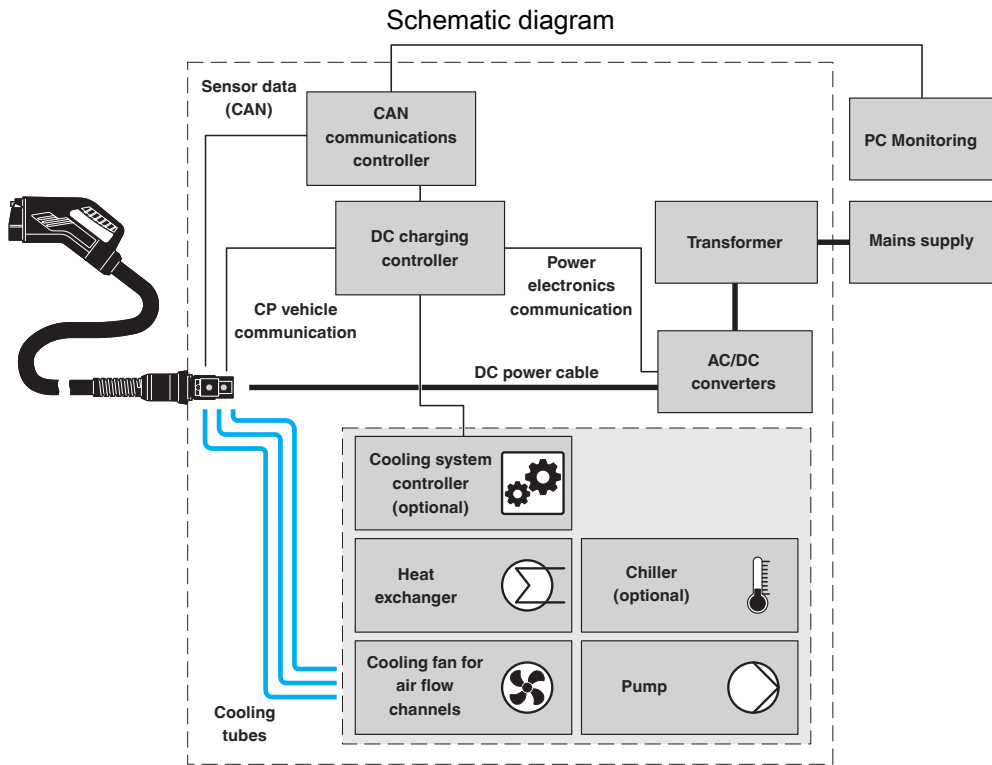 Schematic diagram
Sensor data
(CAN)
CAN
communications
controller
PC Monitoring
DC charging
controller
Transformer
Mains supply
CP vehicle
communication
Power
electronics
communication
AC/DC
converters
DC power cable
Cooling system
controller
(optional)
Heat
exchanger
Chiller
(optional)
Cooling fan for
air flow
channels
Pump
Cooling
tubes